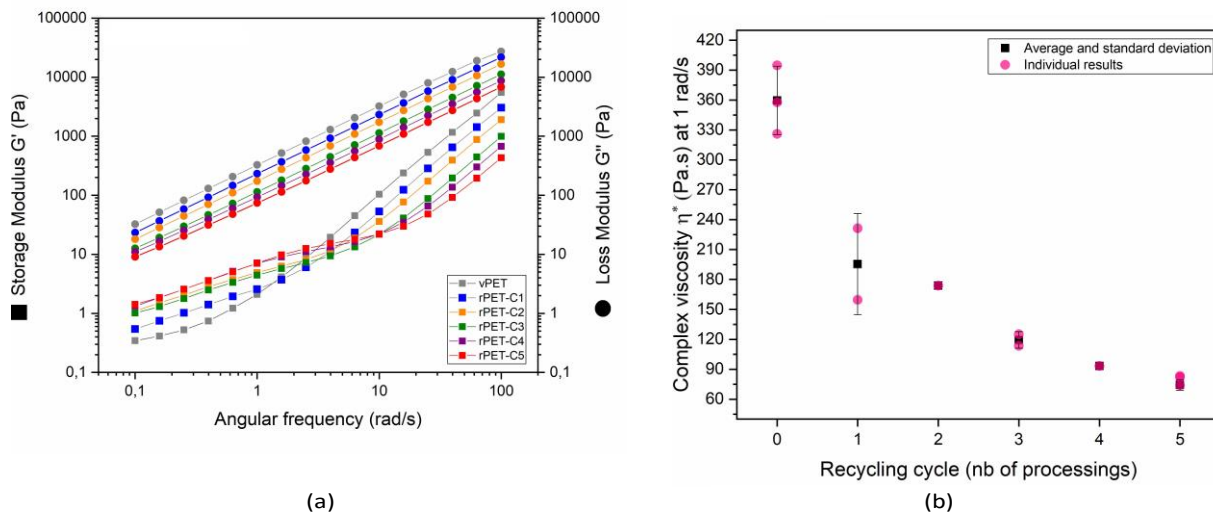 100000
10000
1000
100
10
1
0,1
Storage Modulus G' (Pa)
0,1
1
10
100
Angular frequency (rad/s)
100000
10000
1000
100
10
1
0,1
Loss Modulus G" (Pa)
vPET
rPET-C1
rPET-C2
rPET-C3
rPET-C4
rPET-C5
(a)
420
390
360
330
300
270
240
210
180
150
120
90
60
Complex viscosity η* (Pa.s) at 1 rad/s
Average and standard deviation
Individual results
0
1
2
3
4
5
Recycling cycle (nb of processings)
(b)